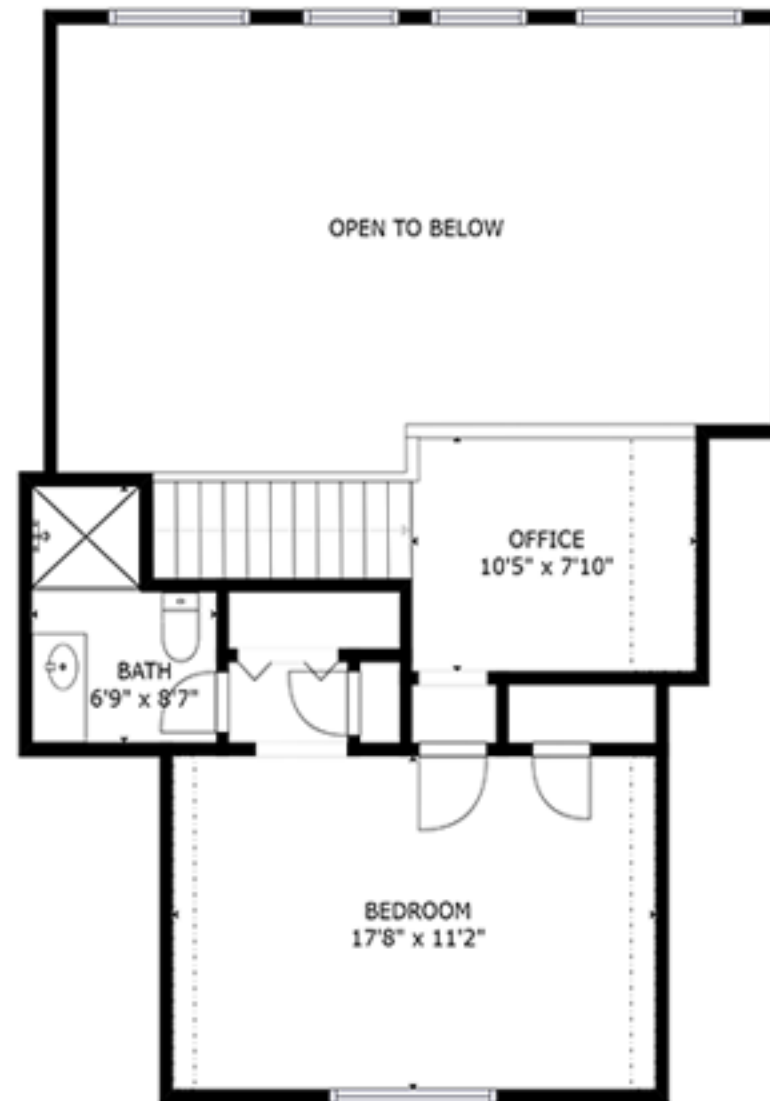 OPEN TO BELOW
OFFICE
10'5" x 7'10"
BATH
6'9" x 8'7"
BEDROOM
17'8" x 11'2"